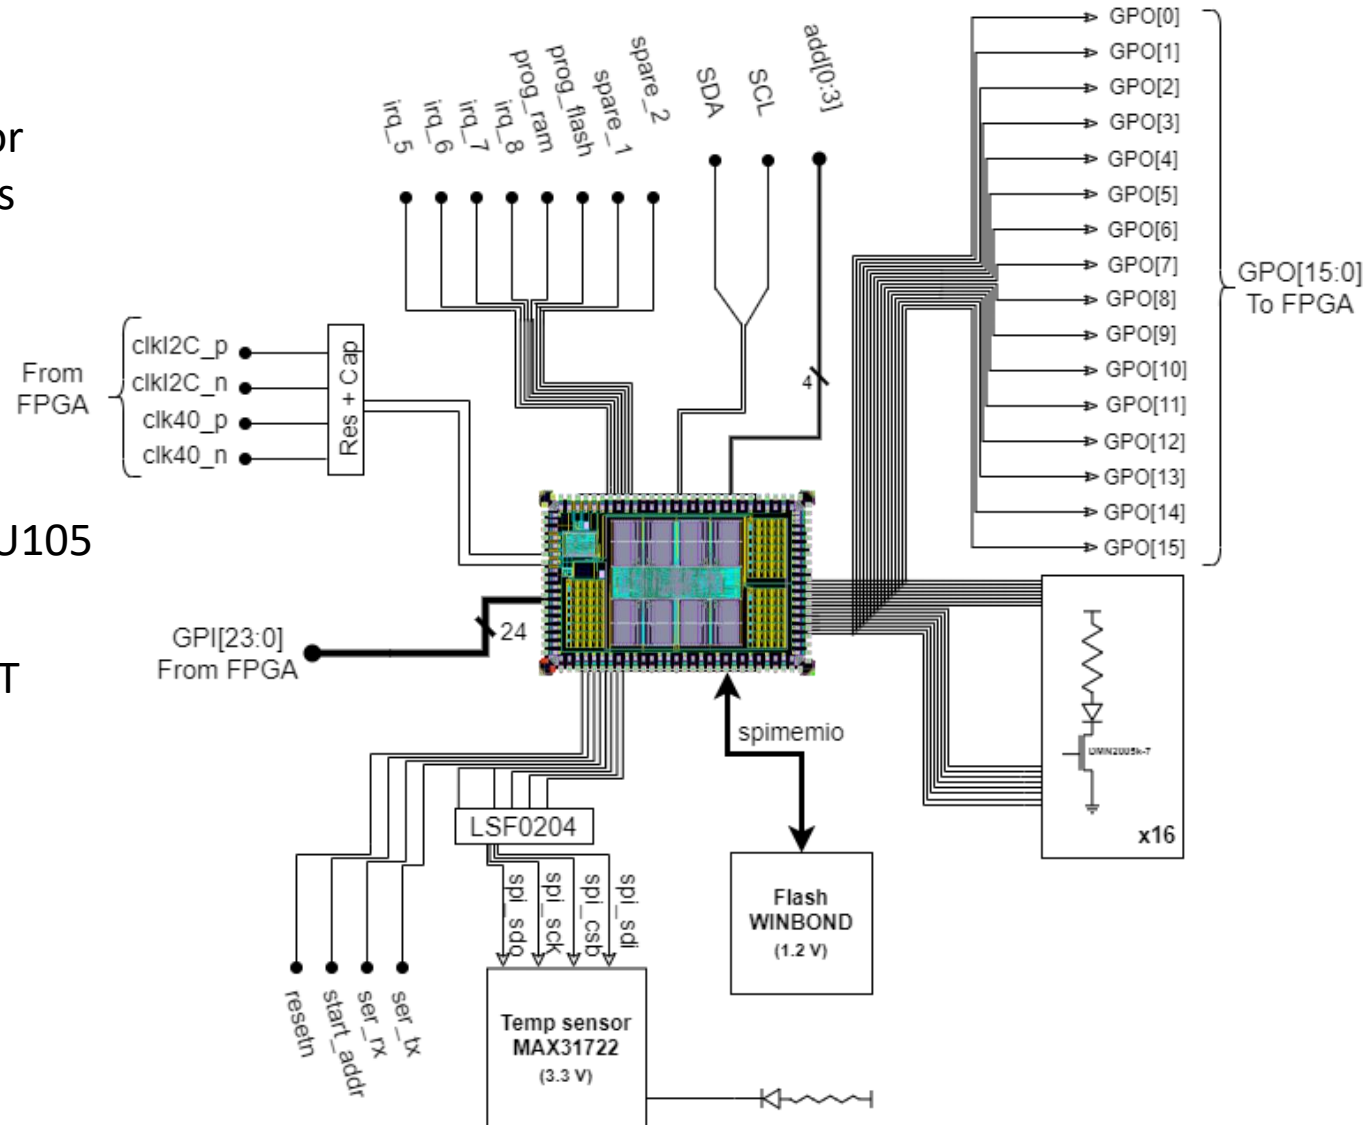 or
s
J105
T
irq_5
irq_6
irq_7
irq_8
prog_ram
prog_flash
spare_1
spare_2
SDA
SCL
add[0:3]
4
GPO[0]
GPO[1]
GPO[2]
GPO[3]
GPO[4]
GPO[5]
GPO[6]
GPO[7]
GPO[8]
GPO[9]
GPO[10]
GPO[11]
GPO[12]
GPO[13]
GPO[14]
GPO[15]
GPO[15:0]
To FPGA
From
FPGA
clkI2C_p
clkI2C_n
clk40_p
clk40_n
Res + Cap
GPI[23:0]
From FPGA
24
spimemio
DMN2005k-7
x16
LSF0204
spi_sdo
spi_sck
spi_csb
spi_sdi
Flash
WINBOND
(1.2 V)
resetn
start_addr
ser_rx
ser_tx
Temp sensor
MAX31722
(3.3 V)